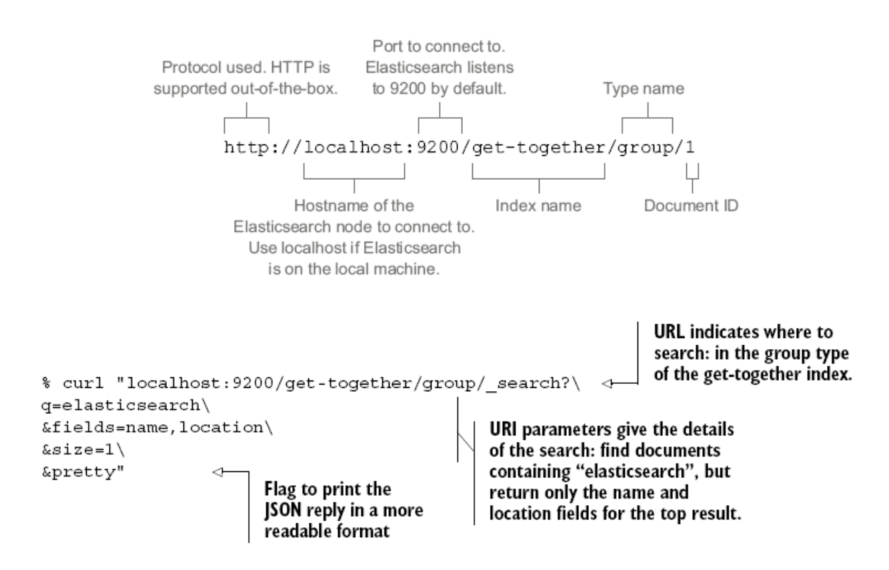 Protocol used. HTTP is
supported out-of-the-box.
Port to connect to.
Elasticsearch listens
to 9200 by default.
Type name
http://localhost:9200/get-together/group/1
Hostname of the
Elasticsearch node to connect to.
Use localhost if Elasticsearch
is on the local machine.
Index name
Document ID
URL indicates where to
search: in the group type
of the get-together index.
% curl "localhost:9200/get-together/group/_search?\
q=elasticsearch\
&fields=name,location\
&size=1\
&pretty"
URI parameters give the details
of the search: find documents
containing “elasticsearch”, but
return only the name and
location fields for the top result.
Flag to print the
JSON reply in a more
readable format